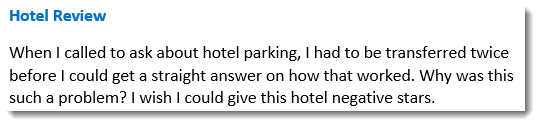 Hotel Review
When I called to ask about hotel parking, I had to be transferred twice
before I could get a straight answer on how that worked. Why was this
such a problem? I wish I could give this hotel negative stars.